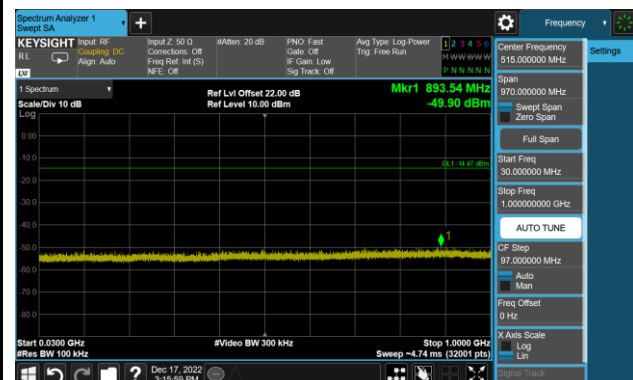 Spectrum Analyzer 1
Swept SA
Frequency
KEYSIGHT
RL
LXI
Input: RF
Coupling: DC
Align: Auto
Input Z: 50 Ω
Corrections: Off
Freq Ref: Int (S)
NFE: Off
#Atten: 20 dB
PNO: Fast
Gate: Off
IF Gain: Low
Sig Track: Off
Avg Type: Log-Power
Trig: Free Run
1 2 3 4 5 6
M W W W W W
P N N N N N
Center Frequency
515.000000 MHz
Settings
Span
970.000000 MHz
Swept Span
Zero Span
Full Span
Start Freq
30.000000 MHz
Stop Freq
1.000000000 GHz
AUTO TUNE
CF Step
97.000000 MHz
Auto
Man
Freq Offset
0 Hz
X Axis Scale
Log
Lin
Signal Track
1 Spectrum
Scale/Div 10 dB
Log
Ref Lvl Offset 22.00 dB
Ref Level 10.00 dBm
Mkr1 893.54 MHz
-49.90 dBm
0.00
-10.0
DL1 -14.47 dBm
-20.0
-30.0
-40.0
1
-50.0
-60.0
-70.0
-80.0
Start 0.0300 GHz
#Res BW 100 kHz
#Video BW 300 kHz
Stop 1.0000 GHz
Sweep ~4.74 ms (32001 pts)
?
Dec 17, 2022
3:15:59 PM